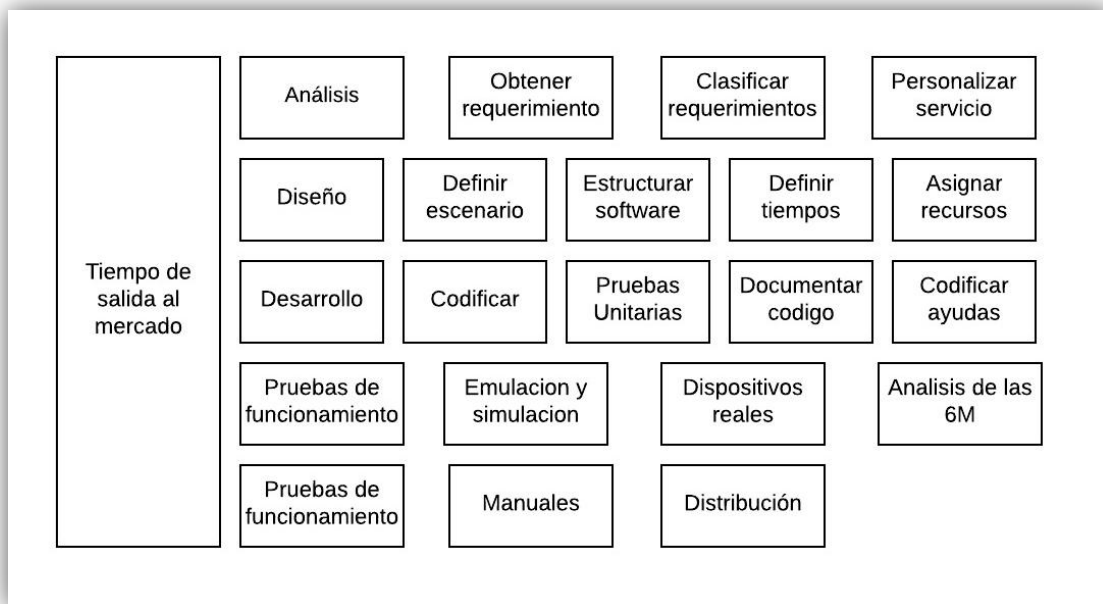 Análisis
Obtener
requerimiento
Clasificar
requerimientos
Personalizar
servicio
Diseño
Definir
escenario
Estructurar
software
Definir
tiempos
Asignar
recursos
Tiempo de
salida al
mercado
Desarrollo
Codificar
Pruebas
Unitarias
Documentar
codigo
Codificar
ayudas
Pruebas de
funcionamiento
Emulacion y
simulacion
Dispositivos
reales
Analisis de las
6M
Pruebas de
funcionamiento
Manuales
Distribución